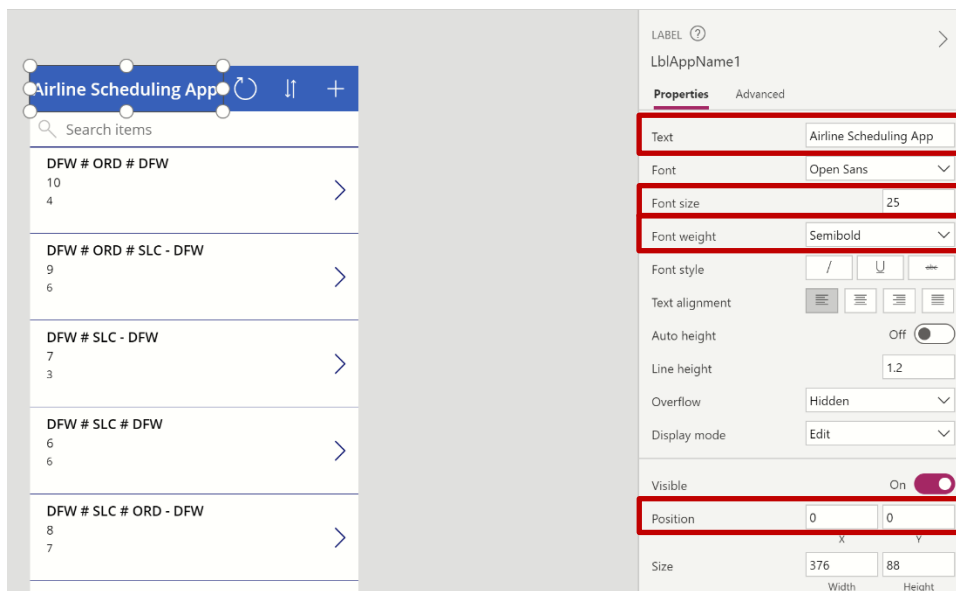 Airline Scheduling App
Search items
DFW # ORD # DFW
10
4
DFW # ORD # SLC - DFW
9
6
DFW # SLC - DFW
7
3
DFW # SLC # DFW
6
6
DFW # SLC # ORD - DFW
8
7
LABEL ?
LblAppName1
Properties Advanced
Text Airline Scheduling App
Font Open Sans
Font size 25
Font weight Semibold
Font style / U abc
Text alignment
Auto height Off
Line height 1.2
Overflow Hidden
Display mode Edit
Visible On
Position 0 0
X Y
Size 376 88
Width Height